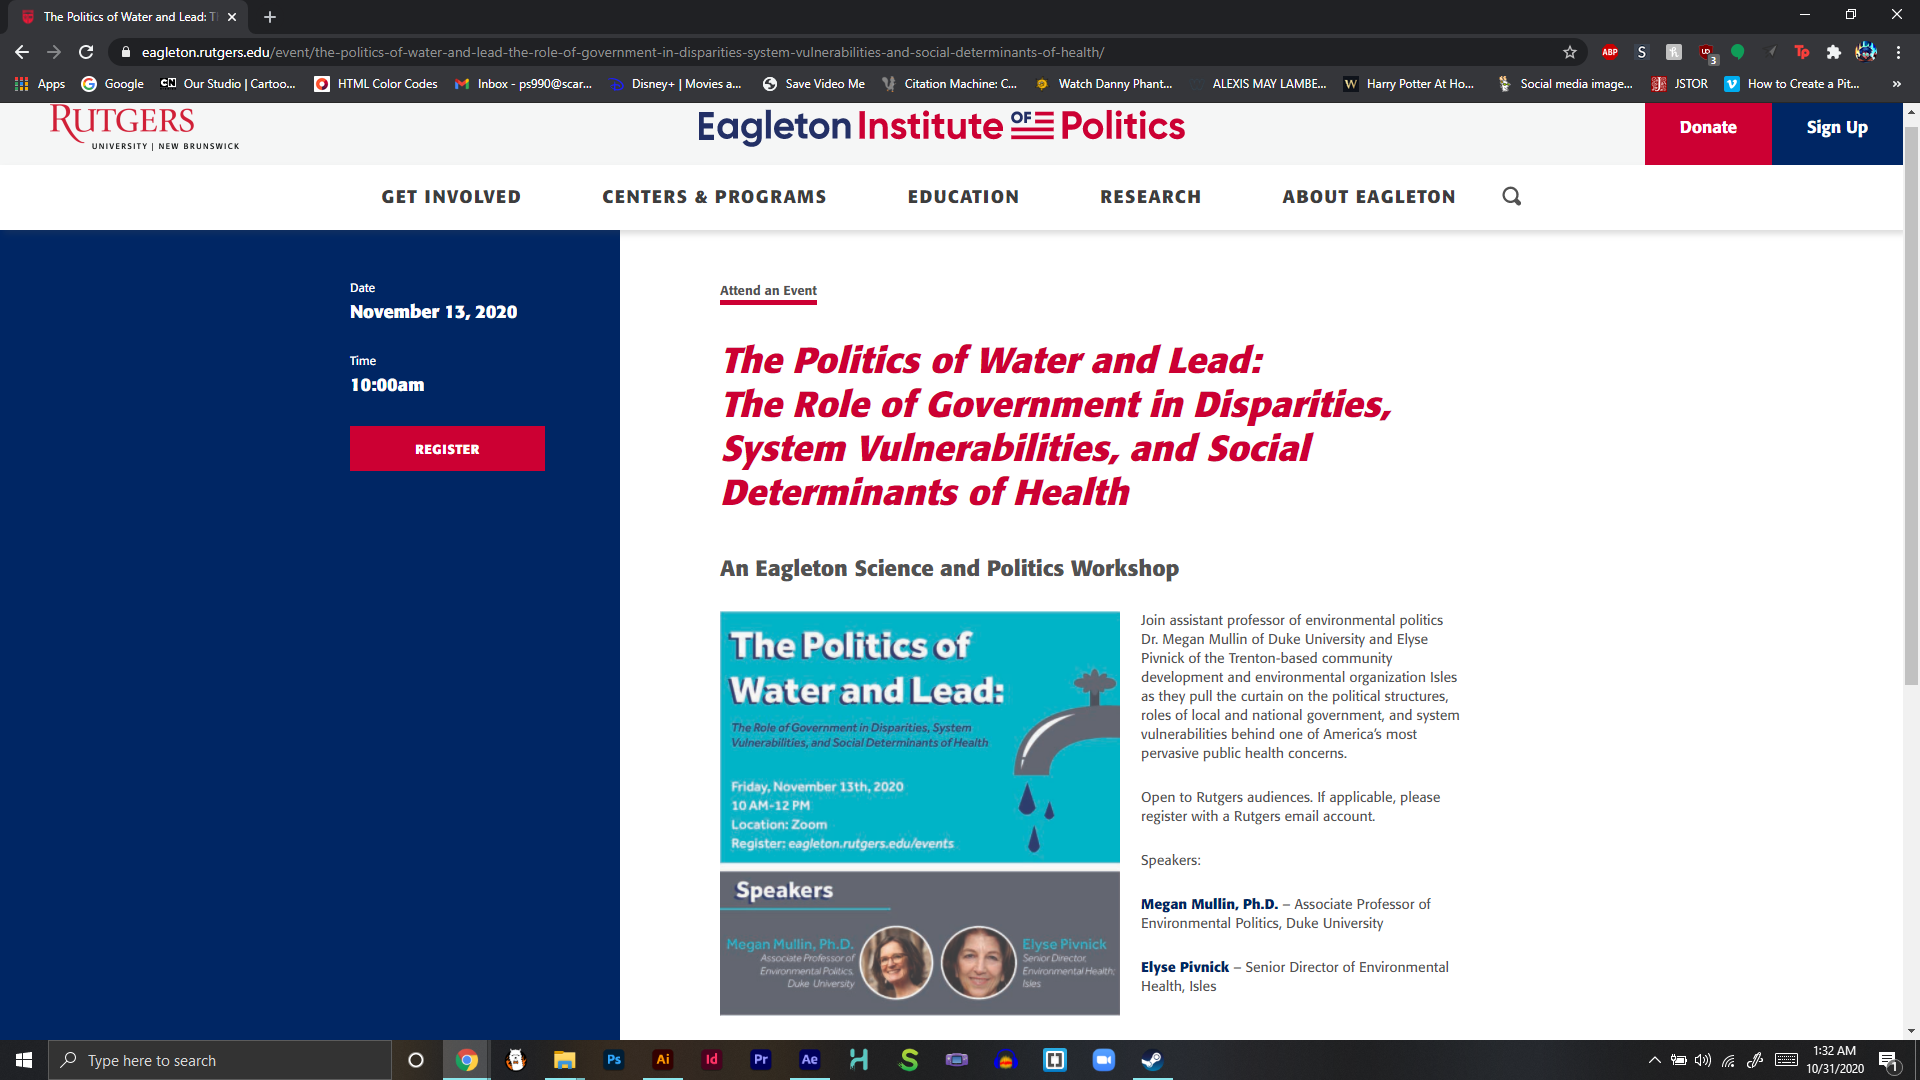 The Politics of Water and Lead: T
eagleton.rutgers.edu/event/the-politics-of-water-and-lead-the-role-of-government-in-disparities-system-vulnerabilities-and-social-determinants-of-health/
ABP
S
3
Tp
Apps
Google
CN Our Studio | Cartoo...
HTML Color Codes
Inbox - ps990@scar...
Disney+ | Movies a...
Save Video Me
Citation Machine: C...
Watch Danny Phant...
ALEXIS MAY LAMBE...
W Harry Potter At Ho...
Social media image...
JSTOR
How to Create a Pit...
»
RUTGERS
UNIVERSITY | NEW BRUNSWICK
Eagleton Institute OF Politics
Donate
Sign Up
GET INVOLVED
CENTERS & PROGRAMS
EDUCATION
RESEARCH
ABOUT EAGLETON
Date
November 13, 2020
Time
10:00am
REGISTER
Attend an Event
The Politics of Water and Lead:
The Role of Government in Disparities,
System Vulnerabilities, and Social
Determinants of Health
An Eagleton Science and Politics Workshop
The Politics of
Water and Lead:
The Role of Government in Disparities, System
Vulnerabilities, and Social Determinants of Health
Friday, November 13th, 2020
10 AM-12 PM
Location: Zoom
Register: eagleton.rutgers.edu/events
Speakers
Megan Mullin, Ph.D.
Associate Professor of
Environmental Politics,
Duke University
Elyse Pivnick
Senior Director,
Environmental Health;
Isles
Join assistant professor of environmental politics
Dr. Megan Mullin of Duke University and Elyse
Pivnick of the Trenton-based community
development and environmental organization Isles
as they pull the curtain on the political structures,
roles of local and national government, and system
vulnerabilities behind one of America's most
pervasive public health concerns.
Open to Rutgers audiences. If applicable, please
register with a Rutgers email account.
Speakers:
Megan Mullin, Ph.D. – Associate Professor of
Environmental Politics, Duke University
Elyse Pivnick – Senior Director of Environmental
Health, Isles
Type here to search
Ps
Ai
Id
Pr
Ae
1:32 AM
10/31/2020
1